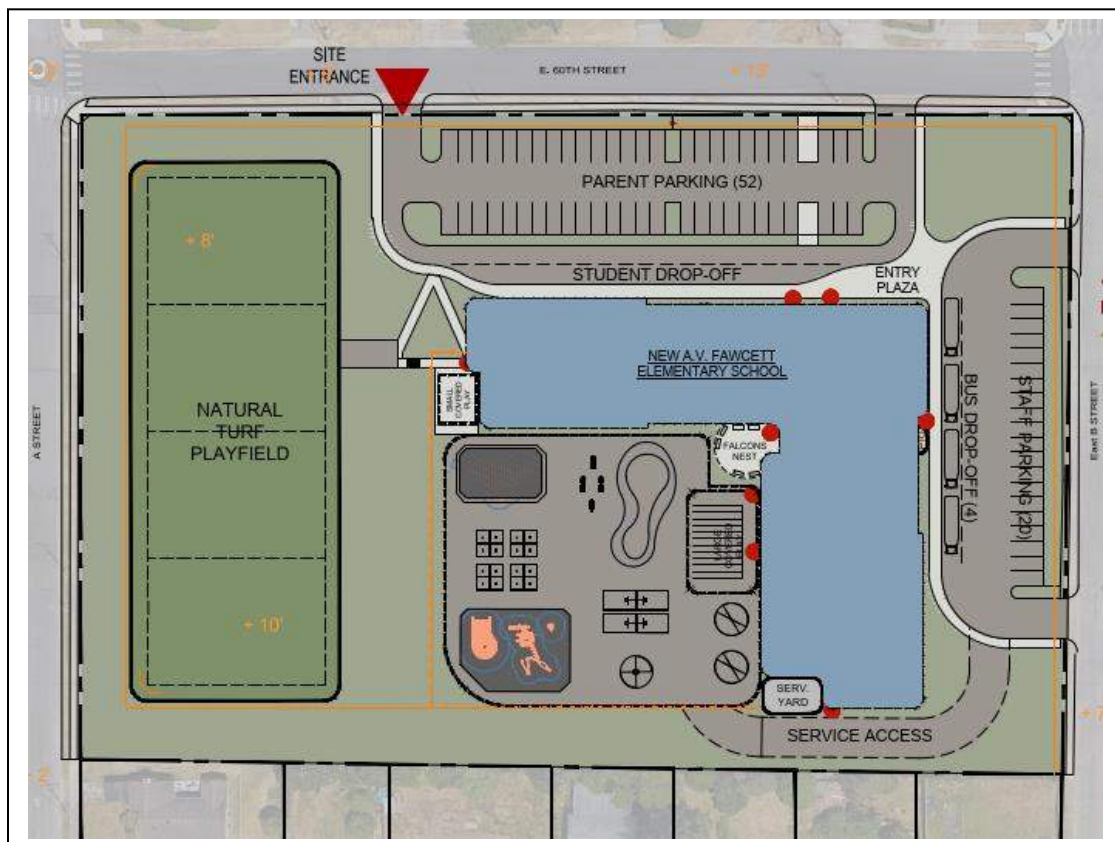 SITE
ENTRANCE
E. 60TH STREET
+ 15'
PARENT PARKING (52)
STUDENT DROP-OFF
ENTRY
PLAZA
+ 8'
NEW A.V. FAWCETT
ELEMENTARY SCHOOL
SMALL
COVERED
PLAY
A STREET
NATURAL
TURF
PLAYFIELD
FALCONS
NEST
LARGE
COVERED
BUS DROP-OFF (4)
STAFF PARKING (20)
East B STREET
+ 10'
SERV.
YARD
SERVICE ACCESS